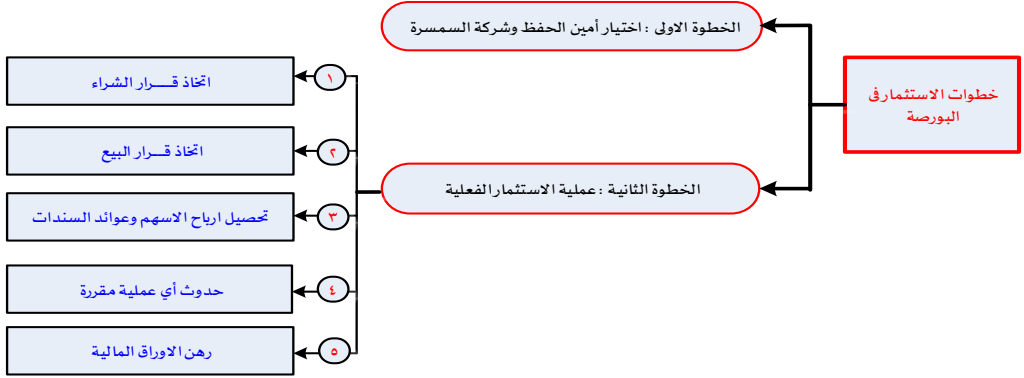 خطوات الاستثمار فى
البورصة
الخطوة الاولى : اختيار أمين الحفظ وشركة السمسرة
الخطوة الثانية : عملية الاستثمار الفعلية
١
اتخاذ قــــرار الشراء
٢
اتخاذ قــــرار البيع
٣
تحصيل ارباح الاسهم وعوائد السندات
٤
حدوث أي عملية مقررة
٥
رهن الاوراق المالية